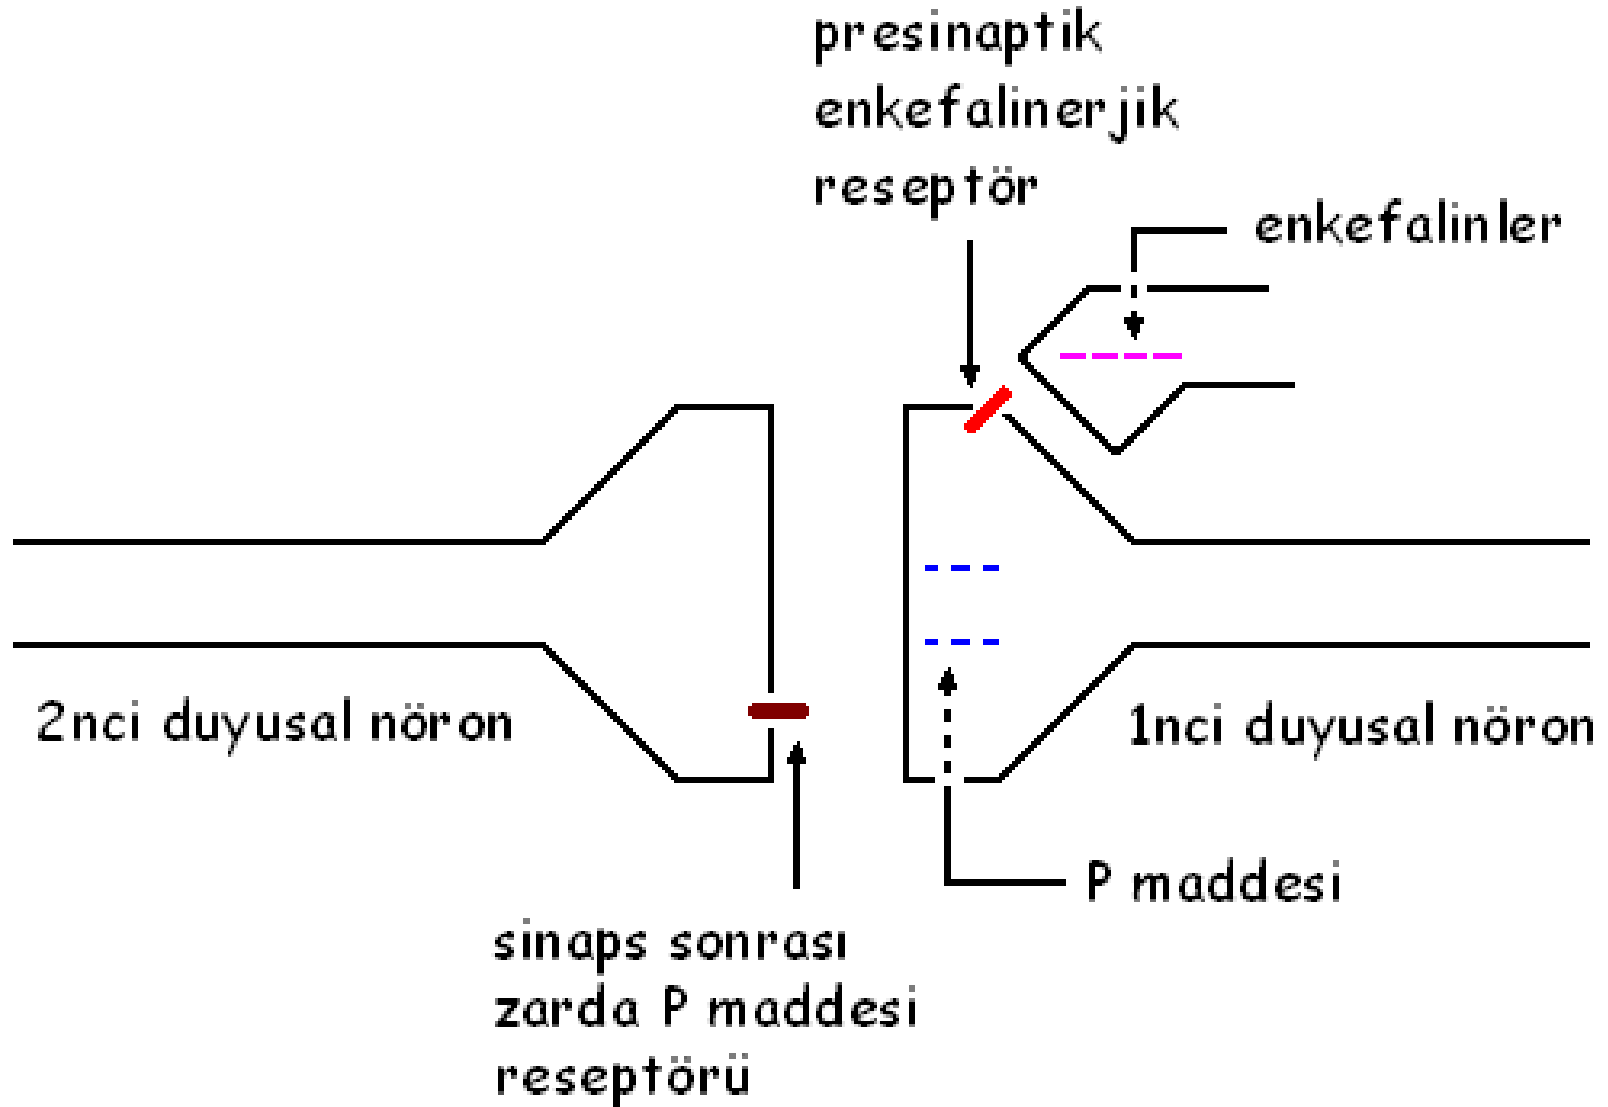 presinaptik
enkefalinerjik
reseptör
enkefalinler
2nci duyusal nöron
1nci duyusal nöron
P maddesi
sinaps sonrası
zarda P maddesi
reseptörü